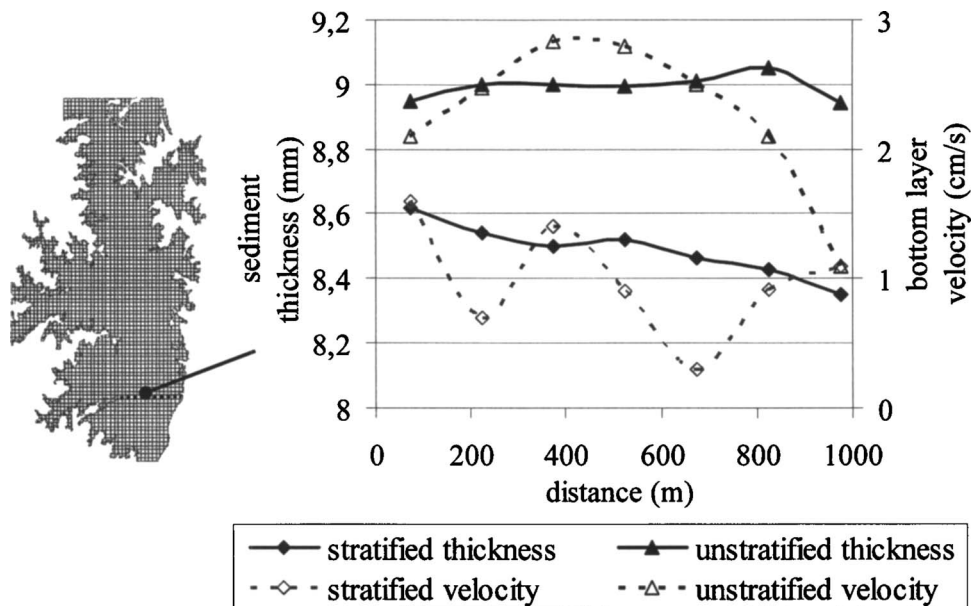 9,2
9
8,8
8,6
8,4
8,2
8
sediment
thickness (mm)
3
2
1
0
bottom layer
velocity (cm/s)
0 200 400 600 800 1000
distance (m)
stratified thickness unstratified thickness
stratified velocity unstratified velocity